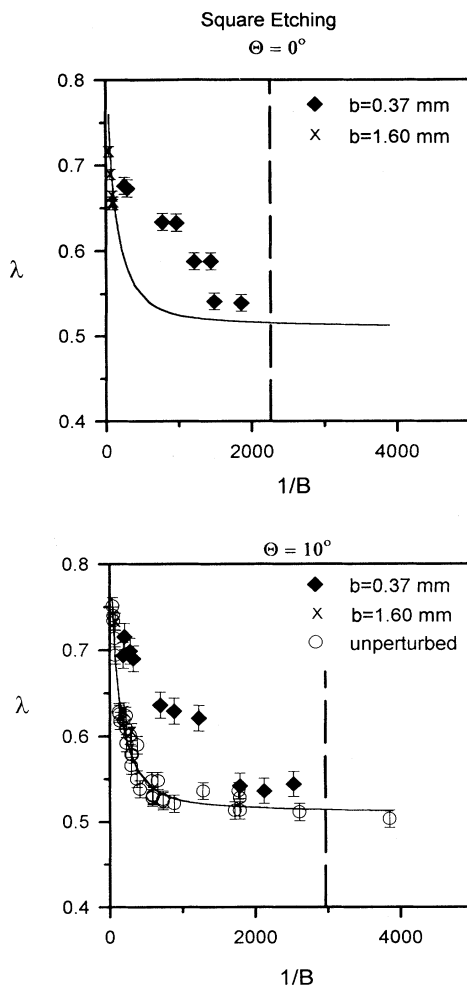 Square Etching
Θ = 0°
0.8
0.7
0.6
0.5
0.4
λ
◆ b=0.37 mm
x b=1.60 mm
0 2000 4000
1/B
Θ = 10°
0.8
0.7
0.6
0.5
0.4
λ
◆ b=0.37 mm
x b=1.60 mm
○ unperturbed
0 2000 4000
1/B